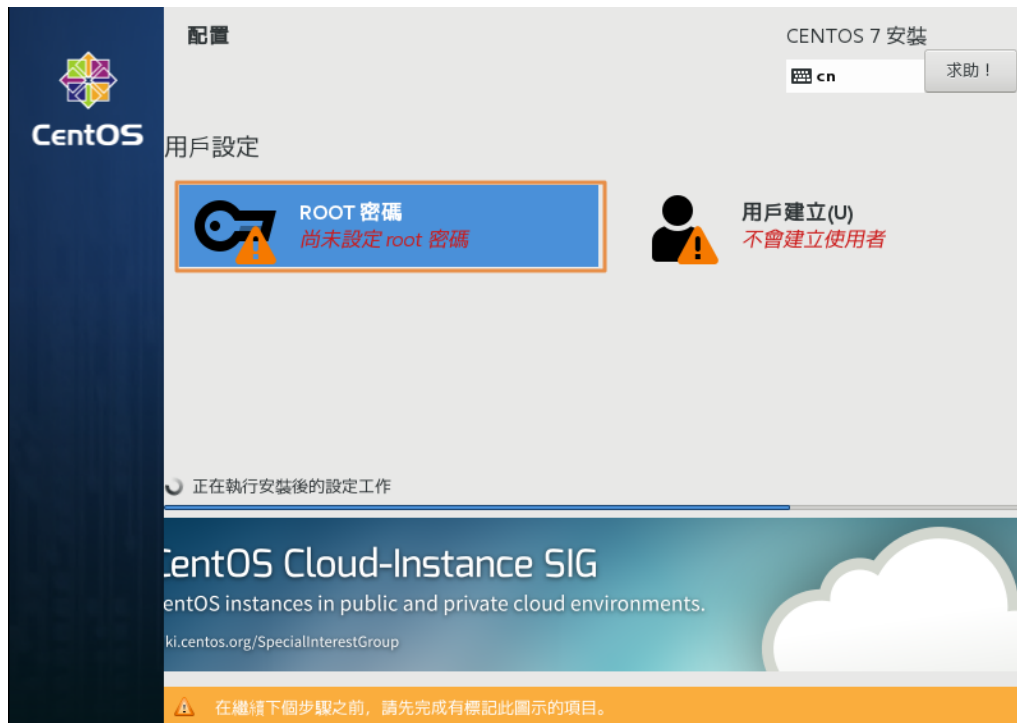 配置
CENTOS 7 安裝
cn
求助！
CentOS
用戶設定
ROOT 密碼
尚未設定 root 密碼
用戶建立(U)
不會建立使用者
正在執行安裝後的設定工作
CentOS Cloud-Instance SIG
entOS instances in public and private cloud environments.
ki.centos.org/SpecialInterestGroup
在繼續下個步驟之前，請先完成有標記此圖示的項目。